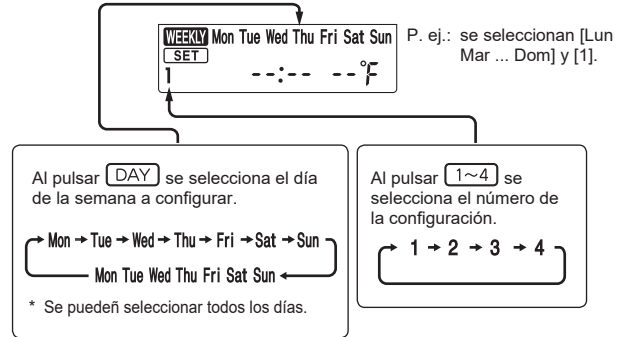 WEEKLY Mon Tue Wed Thu Fri Sat Sun
SET
1 --:-- --°F
P. ej.: se seleccionan [Lun
Mar ... Dom] y [1].
Al pulsar DAY se selecciona el día
de la semana a configurar.
Mon → Tue → Wed → Thu → Fri → Sat → Sun
Mon Tue Wed Thu Fri Sat Sun
* Se puedeñ seleccionar todos los días.
Al pulsar 1~4 se
selecciona el número de
la configuración.
1 → 2 → 3 → 4